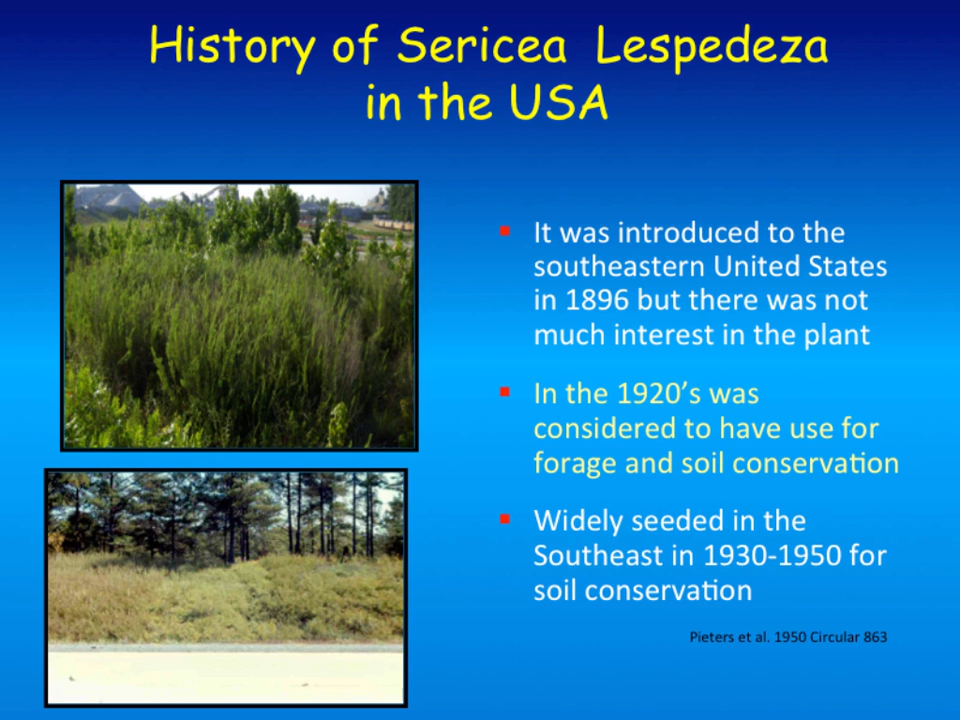 History of Sericea Lespedeza
in the USA
▪ It was introduced to the
southeastern United States
in 1896 but there was not
much interest in the plant
▪ In the 1920’s was
considered to have use for
forage and soil conservation
▪ Widely seeded in the
Southeast in 1930-1950 for
soil conservation
Pieters et al. 1950 Circular 863